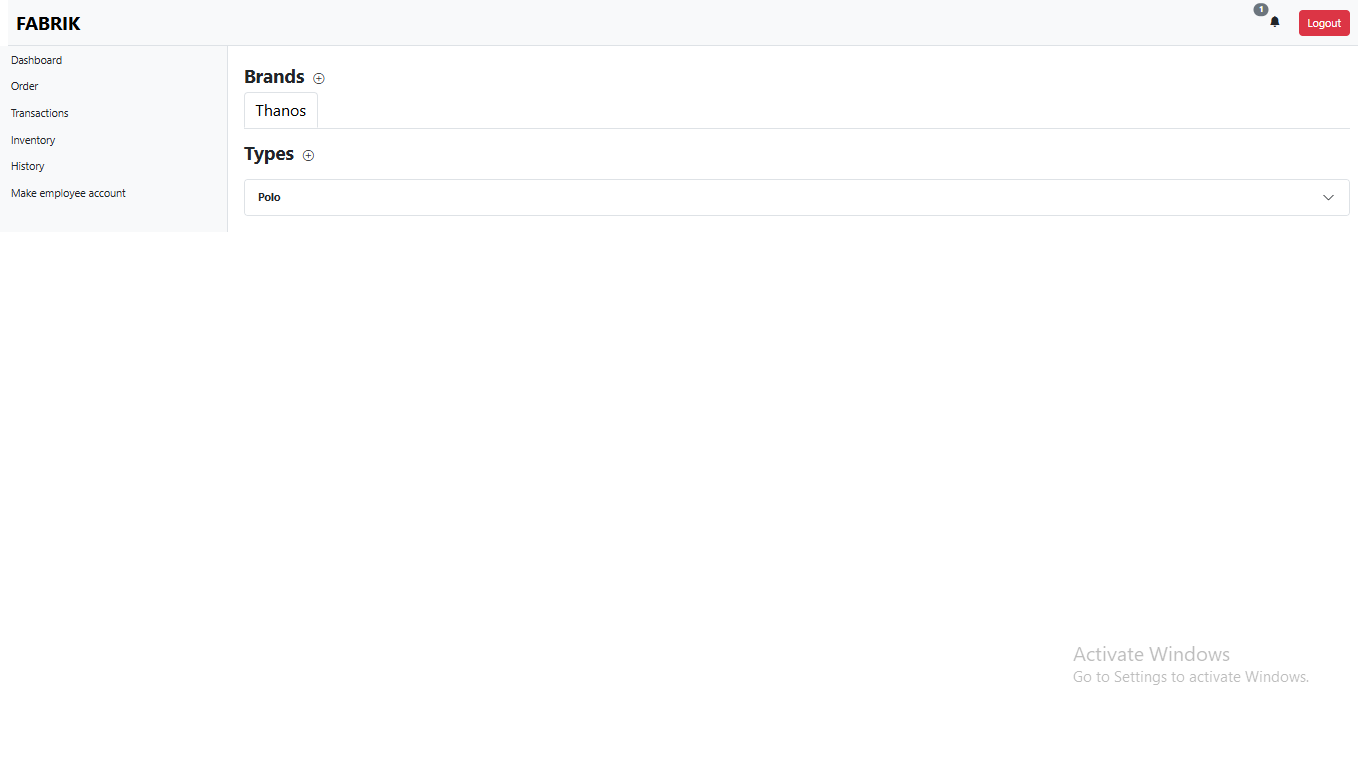 FABRIK
1
Logout
Dashboard
Order
Transactions
Inventory
History
Make employee account
Brands
Thanos
Types
Polo
Activate Windows
Go to Settings to activate Windows.